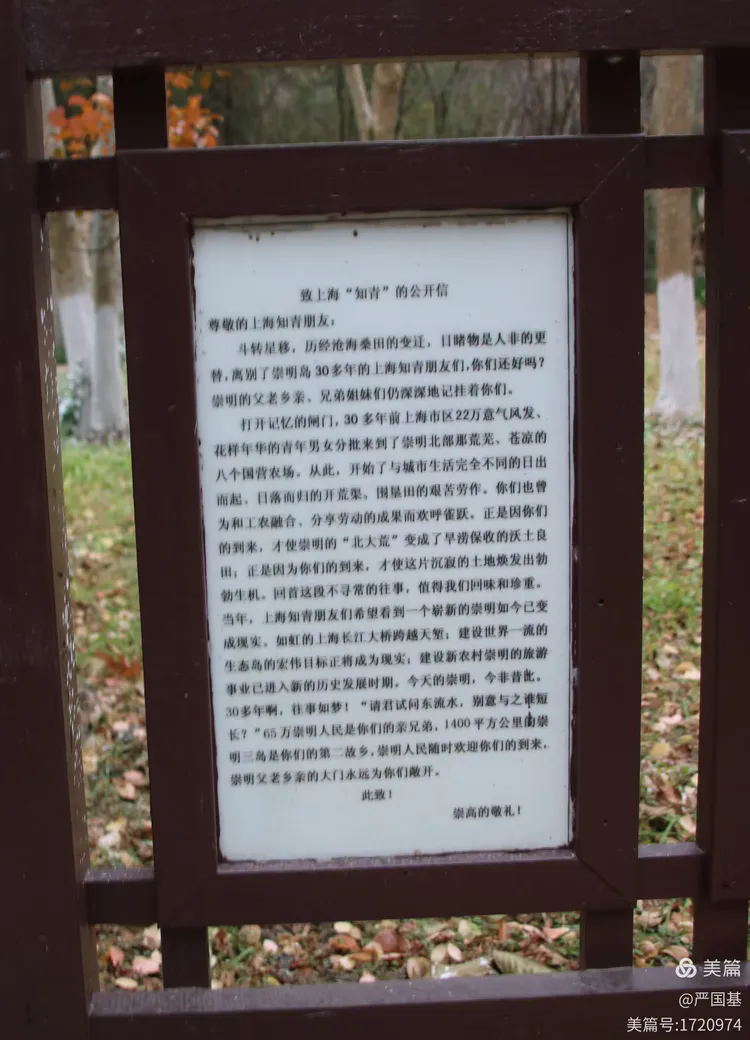 致上海“知青”的公开信
尊敬的上海知青朋友：
斗转星移，历经沧海桑田的变迁，目睹物是人非的更
替，离别了崇明岛30多年的上海知青朋友们，你们还好吗？
崇明的父老乡亲、兄弟姐妹们仍深深地记挂着你们。
打开记忆的闸门，30多年前上海市区22万意气风发、
花样年华的青年男女分批来到了崇明北部那荒芜、苍凉的
八个国营农场。从此，开始了与城市生活完全不同的日出
而起、日落而归的开荒渠。围垦田的艰苦劳作。你们也曾
为和工农融合、分享劳动的成果而欢呼雀跃。正是因你们
的到来，才使崇明的“北大荒”变成了旱涝保收的沃土良
田；正是因为你们的到来，才使这片沉寂的土地焕发出勃
勃生机。回首这段不寻常的往事，值得我们回味和珍重。
当年，上海知青朋友们希望看到一个崭新的崇明如今已变
成现实。如虹的上海长江大桥跨越天堑；建设世界一流的
生态岛的宏伟目标正将成为现实；建设新农村崇明的旅游
事业已进入新的历史发展时期。今天的崇明，今非昔比。
30多年啊，往事如梦！“请君试问东流水，别意与之谁短
长？”65万崇明人民是你们的亲兄弟，1400平方公里的崇
明三岛是你们的第二故乡，崇明人民随时欢迎你们的到来，
崇明父老乡亲的大门永远为你们敞开。
此致！
崇高的敬礼！
美篇
@严国基
美篇号:1720974